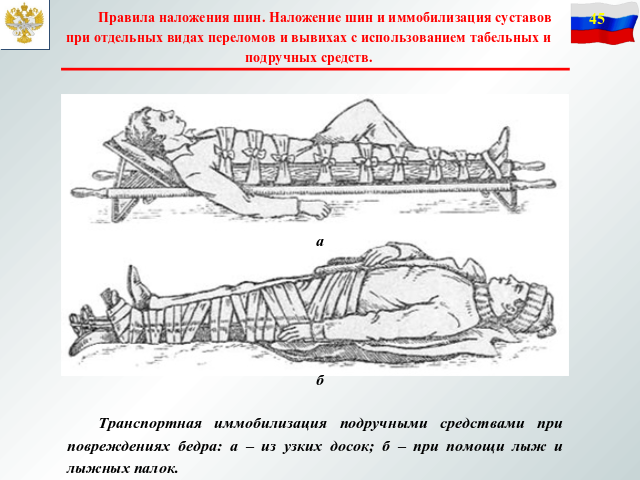 Правила наложения шин. Наложение шин и иммобилизация суставов
при отдельных видах переломов и вывихах с использованием табельных и
подручных средств.
45
а
б
Транспортная иммобилизация подручными средствами при
повреждениях бедра: а – из узких досок; б – при помощи лыж и
лыжных палок.